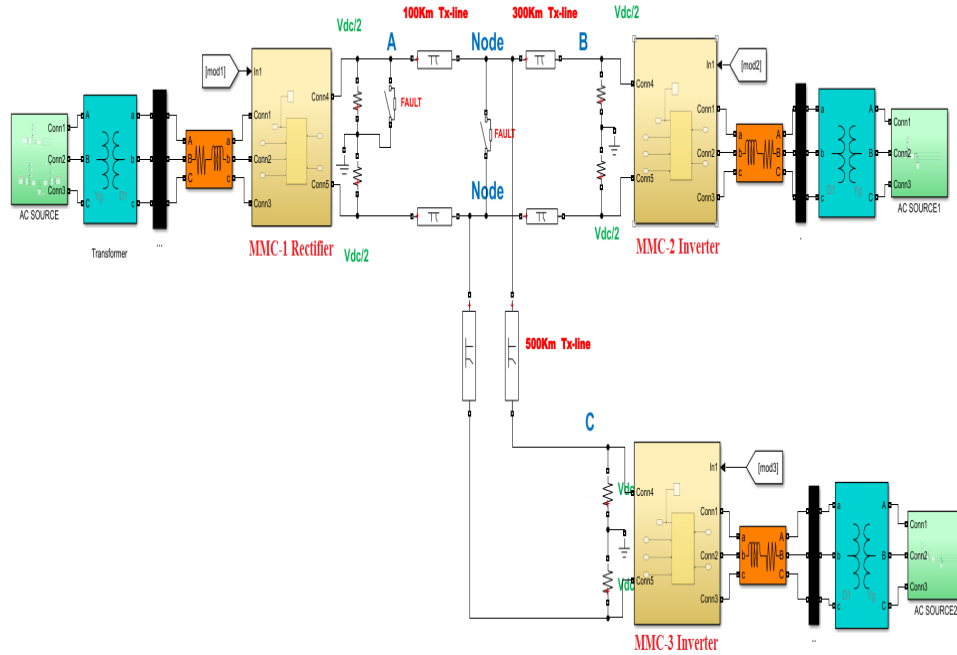 Vdc/2
100Km Tx-line
300Km Tx-line
Vdc/2
A
Node
B
[mod1]
In1
Conn4
FAULT
FAULT
In1
[mod2]
Conn1
Conn2
Conn3
A
B
C
a
b
c
A
B
C
a
b
c
Conn1
Conn2
Conn3
Conn5
Conn4
Conn5
Conn1
Conn2
Conn3
a
b
c
A
B
C
a
b
c
A
B
C
Conn1
Conn2
Conn3
AC SOURCE
Transformer
...
MMC-1 Rectifier
Vdc/2
Node
Vdc/2
MMC-2 Inverter
AC SOURCE1
500Km Tx-line
C
In1
[mod3]
Vdc
Conn4
Conn1
Conn2
Conn3
Conn5
Vdc
a
b
c
A
B
C
a
b
c
A
B
C
Conn1
Conn2
Conn3
AC SOURCE2
MMC-3 Inverter
..